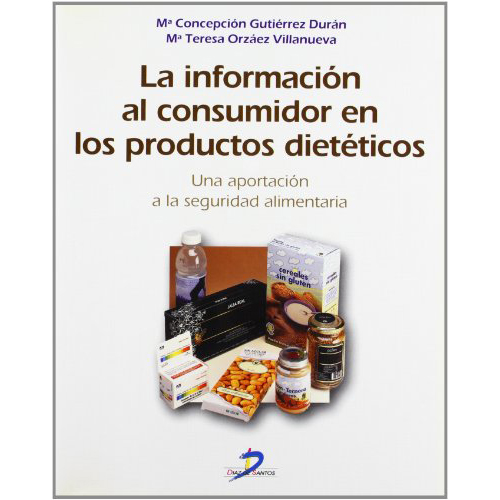 Mª Concepción Gutiérrez Durán
Mª Teresa Orzáez Villanueva
La información
al consumidor en
los productos dietéticos
Una aportación
a la seguridad alimentaria
cereales
sin gluten
DIAZ DE SANTOS